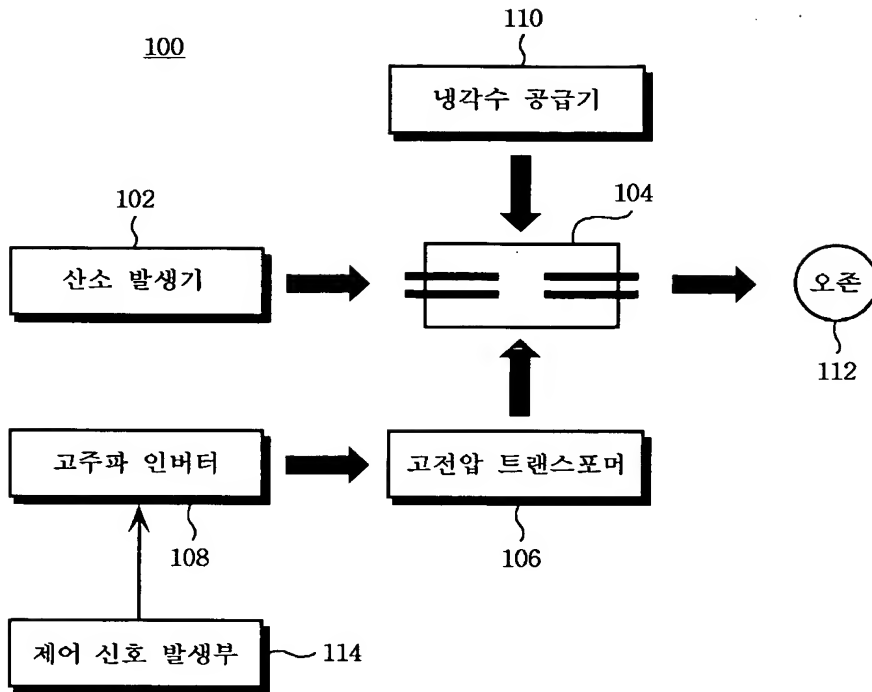 100
110
냉각수 공급기
102
104
산소 발생기
오존
112
고주파 인버터
고전압 트랜스포머
108
106
제어 신호 발생부
114